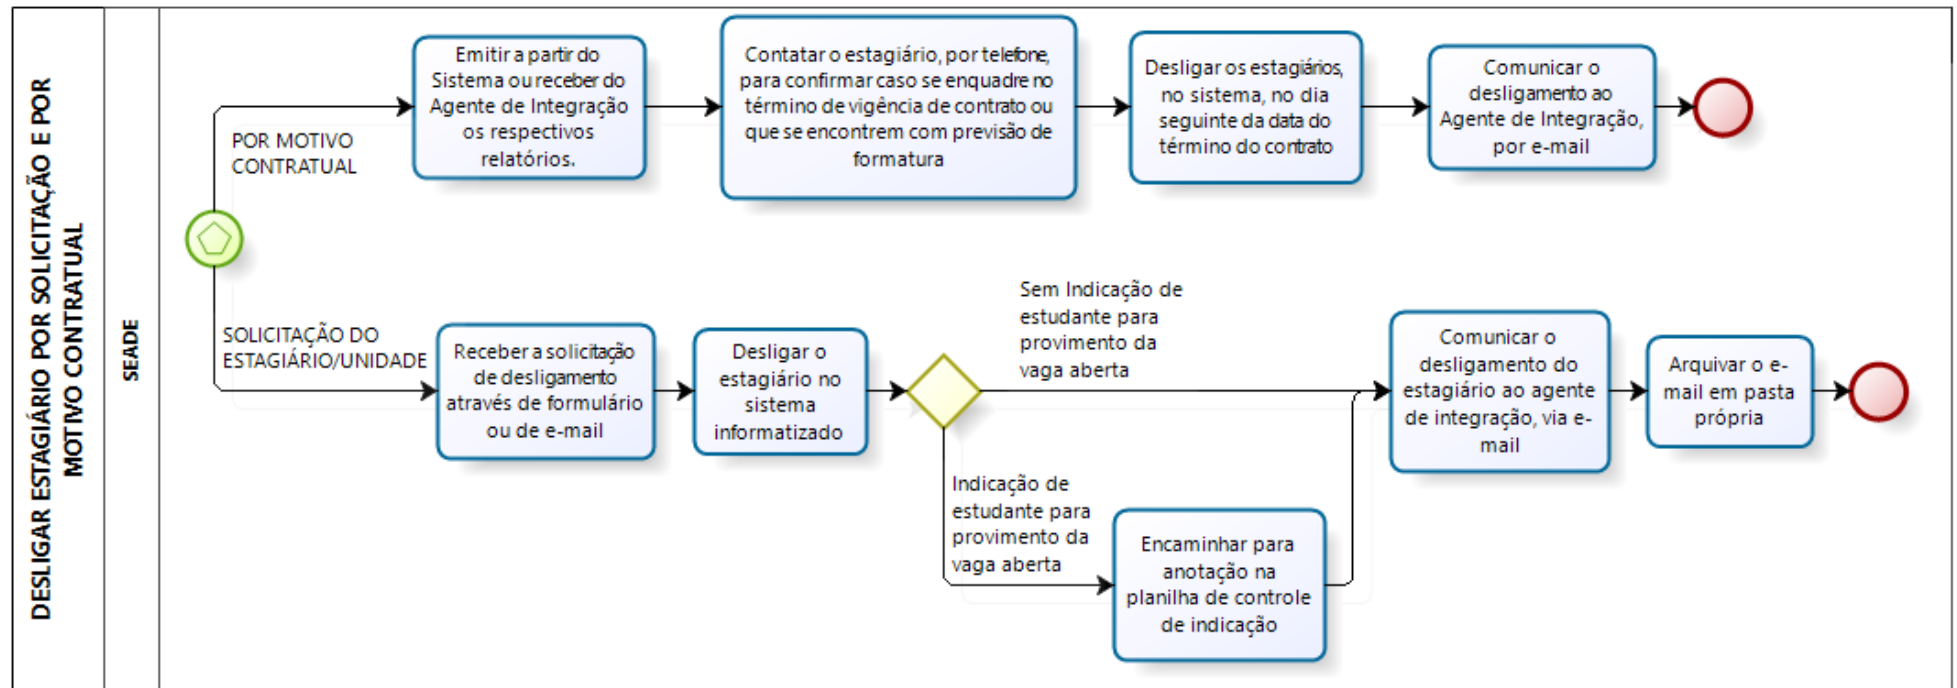 DESLIGAR ESTAGIÁRIO POR SOLICITAÇÃO E POR
MOTIVO CONTRATUAL
SEADE
POR MOTIVO
CONTRATUAL
Emitir a partir do
Sistema ou receber do
Agente de Integração
os respectivos
relatórios.
Contatar o estagiário, por telefone,
para confirmar caso se enquadre no
término de vigência de contrato ou
que se encontrem com previsão de
formatura
Desligar os estagiários,
no sistema, no dia
seguinte da data do
término do contrato
Comunicar o
desligamento ao
Agente de Integração,
por e-mail
SOLICITAÇÃO DO
ESTAGIÁRIO/UNIDADE
Receber a solicitação
de desligamento
através de formulário
ou de e-mail
Desligar o
estagiário no
sistema
informatizado
Sem Indicação de
estudante para
provimento da
vaga aberta
Indicação de
estudante para
provimento da
vaga aberta
Encaminhar para
anotação na
planilha de controle
de indicação
Comunicar o
desligamento do
estagiário ao agente
de integração, via e-
mail
Arquivar o e-
mail em pasta
própria